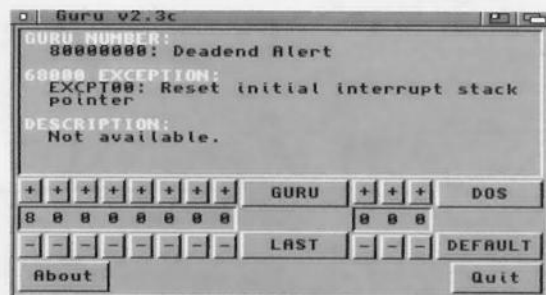 Guru v2.3c
GURU NUMBER:
80000000: Deadend Alert
68000 EXCEPTION:
EXCPT00: Reset initial interrupt stack
pointer
DESCRIPTION:
Not available.
+ + + + + + + + GURU + + + DOS
8 0 0 0 0 0 0 0 0 0 0
- - - - - - - - LAST - - - DEFAULT
About Quit